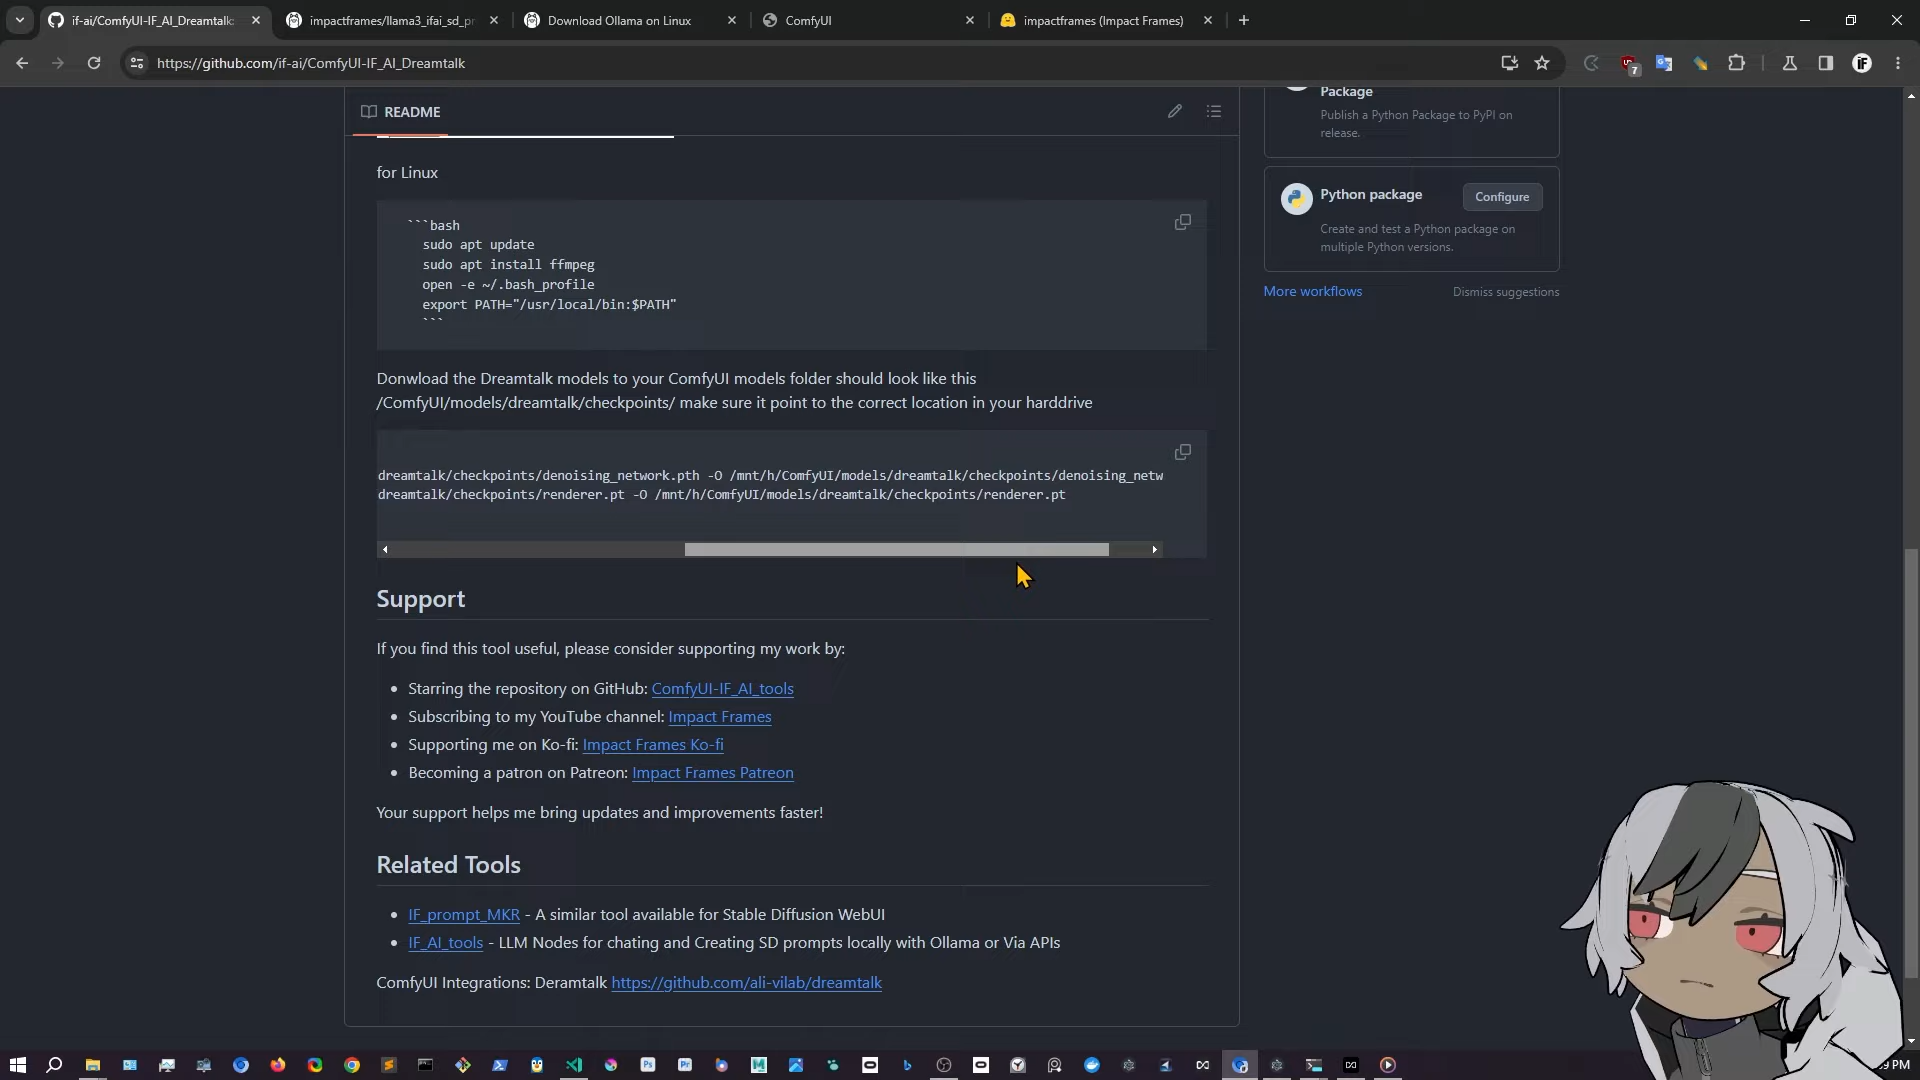 if-ai/ComfyUI-IF_AI_Dreamtalk:
impactframes/llama3_ifai_sd_pr
Download Ollama on Linux
ComfyUI
impactframes (Impact Frames)
https://github.com/if-ai/ComfyUI-IF_AI_Dreamtalk
7
iF
README
for Linux
```bash
sudo apt update
sudo apt install ffmpeg
open -e ~/.bash_profile
export PATH="/usr/local/bin:$PATH"
```
Donwload the Dreamtalk models to your ComfyUI models folder should look like this
/ComfyUI/models/dreamtalk/checkpoints/ make sure it point to the correct location in your harddrive
dreamtalk/checkpoints/denoising_network.pth -O /mnt/h/ComfyUI/models/dreamtalk/checkpoints/denoising_netw
dreamtalk/checkpoints/renderer.pt -O /mnt/h/ComfyUI/models/dreamtalk/checkpoints/renderer.pt
Support
If you find this tool useful, please consider supporting my work by:
Starring the repository on GitHub: ComfyUI-IF_AI_tools
Subscribing to my YouTube channel: Impact Frames
Supporting me on Ko-fi: Impact Frames Ko-fi
Becoming a patron on Patreon: Impact Frames Patreon
Your support helps me bring updates and improvements faster!
Related Tools
IF_prompt_MKR - A similar tool available for Stable Diffusion WebUI
IF_AI_tools - LLM Nodes for chating and Creating SD prompts locally with Ollama or Via APIs
ComfyUI Integrations: Deramtalk https://github.com/ali-vilab/dreamtalk
Package
Publish a Python Package to PyPI on
release.
Python package
Configure
Create and test a Python package on
multiple Python versions.
More workflows
Dismiss suggestions
Ps
Pr
9 PM